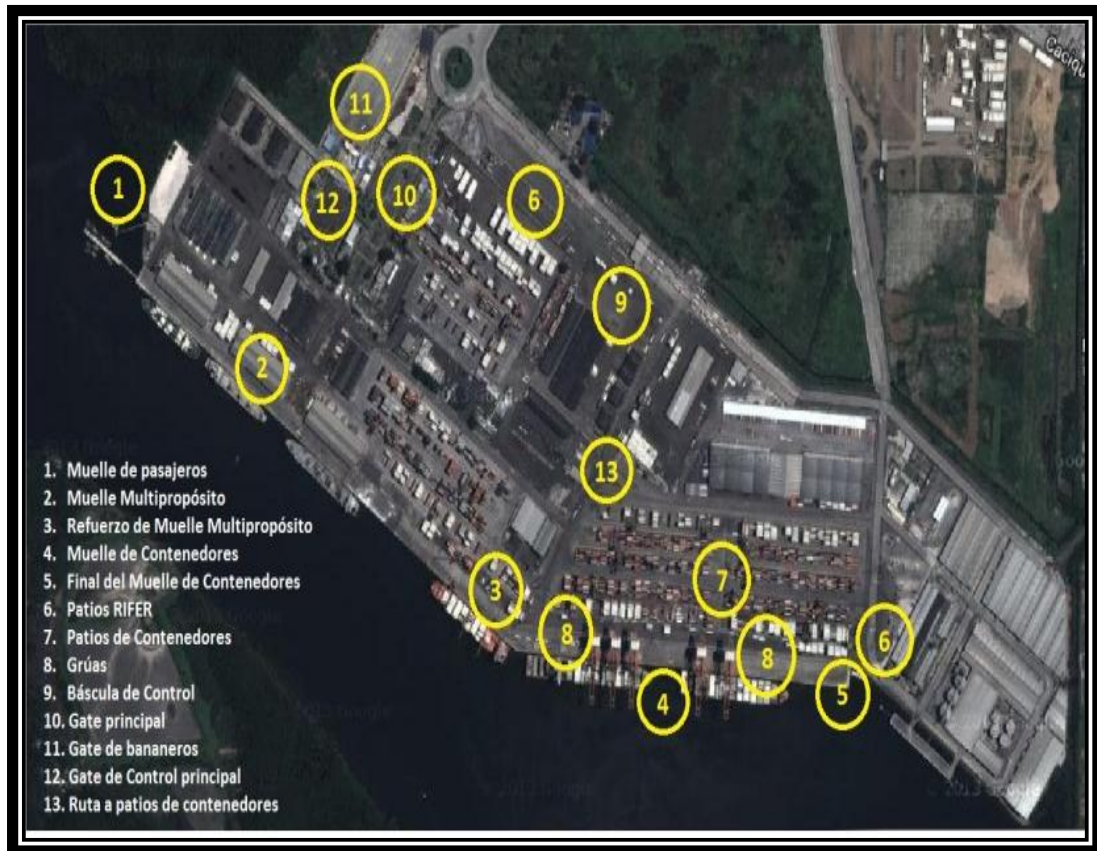 Caciqu
11
1
12
10
6
9
2
13
3
7
8
8
6
5
4
1. Muelle de pasajeros
2. Muelle Multipropósito
3. Refuerzo de Muelle Multipropósito
4. Muelle de Contenedores
5. Final del Muelle de Contenedores
6. Patios RIFER
7. Patios de Contenedores
8. Grúas
9. Báscula de Control
10. Gate principal
11. Gate de bananeros
12. Gate de Control principal
13. Ruta a patios de contenedores
© 2013 Google